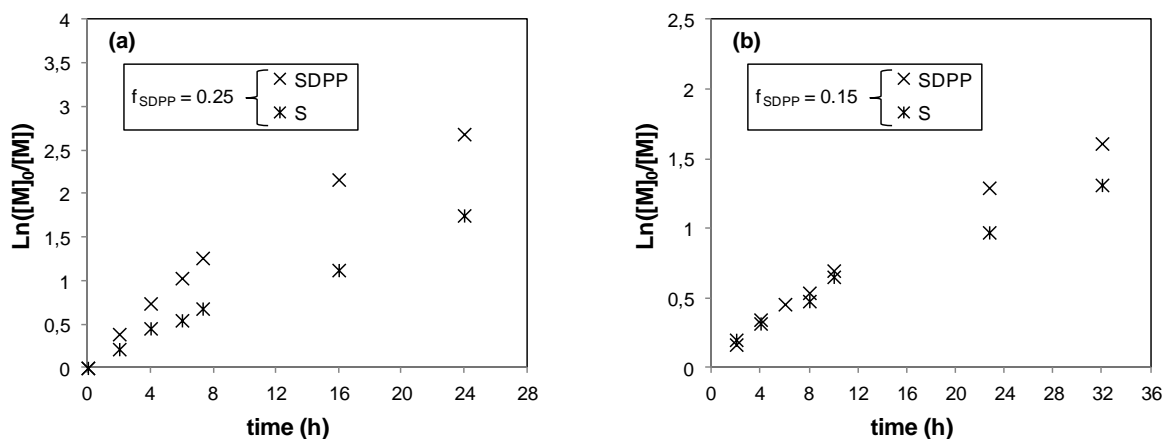 (a)
f SDPP = 0.25
SDPP
S
Ln([M]0/[M])
4
3,5
3
2,5
2
1,5
1
0,5
0
0 4 8 12 16 20 24 28
time (h)
(b)
f SDPP = 0.15
SDPP
S
Ln([M]0/[M])
2,5
2
1,5
1
0,5
0
0 4 8 12 16 20 24 28 32 36
time (h)